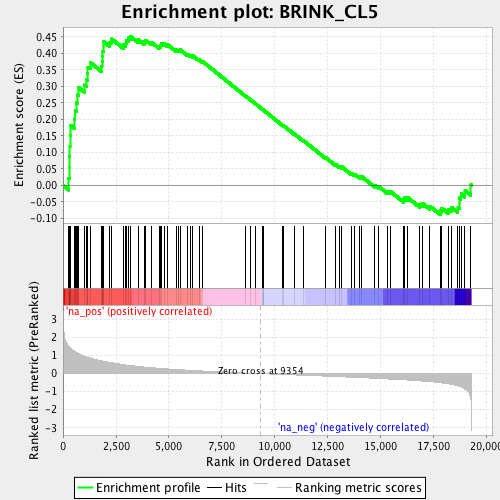 Enrichment plot: BRINK_CL5
Enrichment score (ES)
0.45
0.40
0.35
0.30
0.25
0.20
0.15
0.10
0.05
0.00
-0.05
-0.10
'na_pos' (positively correlated)
Ranked list metric (PreRanked)
3
2
1
0
-1
-2
-3
Zero cross at 9354
'na_neg' (negatively correlated)
0
2,500
5,000
7,500
10,000
12,500
15,000
17,500
20,000
Rank in Ordered Dataset
Enrichment profile
Hits
Ranking metric scores